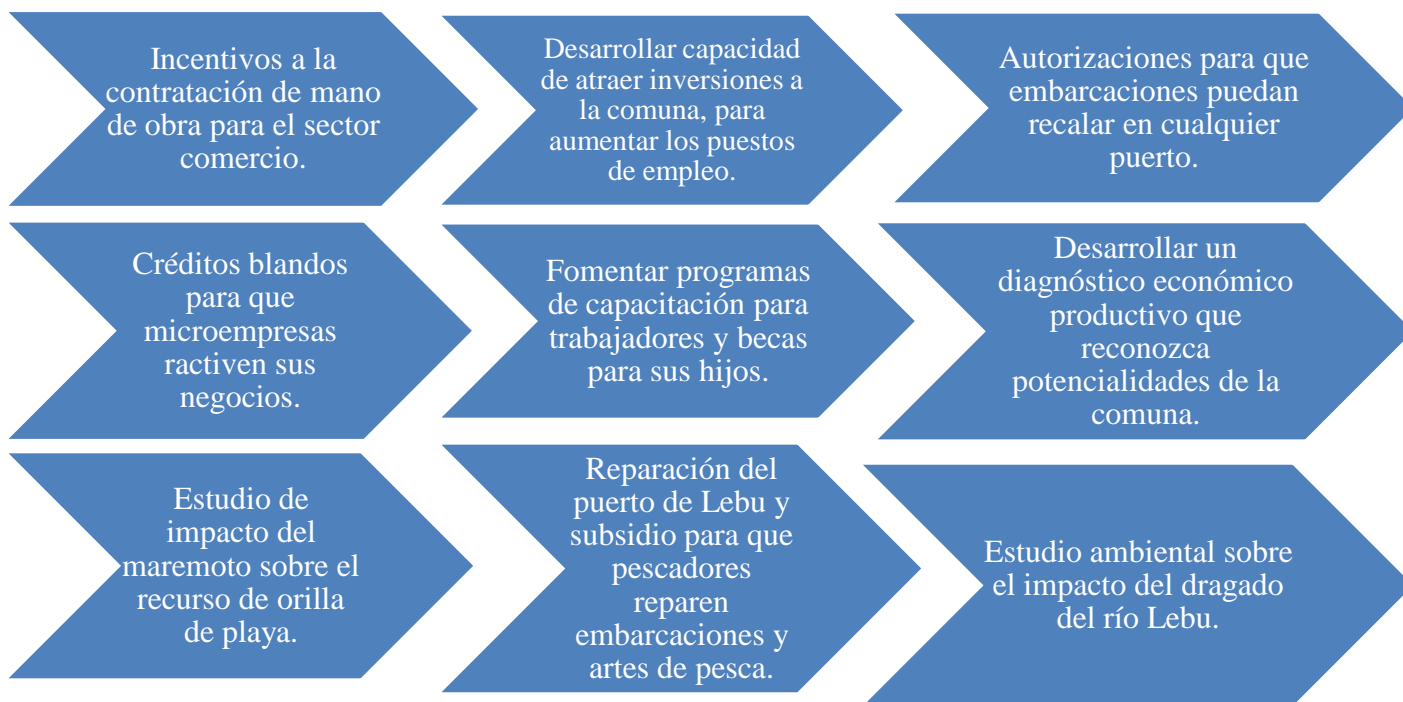 Incentivos a la
contratación de mano
de obra para el sector
comercio.
Desarrollar capacidad
de atraer inversiones a
la comuna, para
aumentar los puestos
de empleo.
Autorizaciones para que
embarcaciones puedan
recalar en cualquier
puerto.
Créditos blandos
para que
microempresas
ractiven sus
negocios.
Fomentar programas
de capacitación para
trabajadores y becas
para sus hijos.
Desarrollar un
diagnóstico económico
productivo que
reconozca
potencialidades de la
comuna.
Estudio de
impacto del
maremoto sobre el
recurso de orilla
de playa.
Reparación del
puerto de Lebu y
subsidio para que
pescadores
reparen
embarcaciones y
artes de pesca.
Estudio ambiental sobre
el impacto del dragado
del río Lebu.